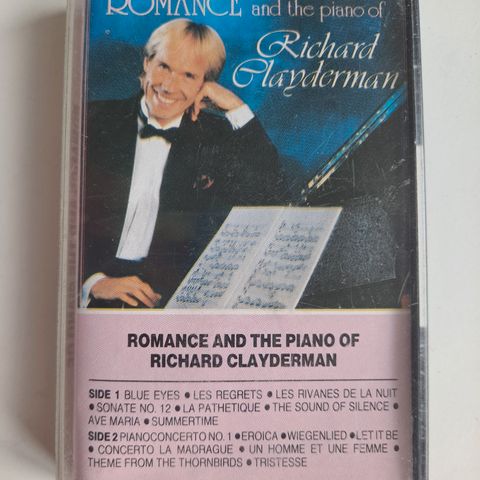 ROMANCE and the piano of
Richard
Clayderman
ROMANCE AND THE PIANO OF
RICHARD CLAYDERMAN
SIDE 1 BLUE EYES ● LES REGRETS ● LES RIVANES DE LA NUIT
● SONATE NO. 12 ● LA PATHETIQUE ● THE SOUND OF SILENCE ●
AVE MARIA ● SUMMERTIME
SIDE 2 PIANOCONCERTO NO. 1 ● EROICA ● WIEGENLIED ● LET IT BE
● CONCERTO LA MADRAGUE ● UN HOMME ET UNE FEMME ●
THEME FROM THE THORNBIRDS ● TRISTESSE